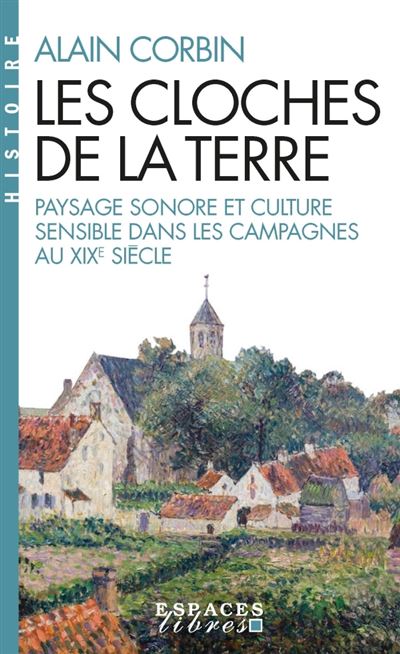 HISTOIRE
ALAIN CORBIN
LES CLOCHES
DE LA TERRE
PAYSAGE SONORE ET CULTURE
SENSIBLE DANS LES CAMPAGNES
AU XIXE SIÈCLE
ESPACES
libres